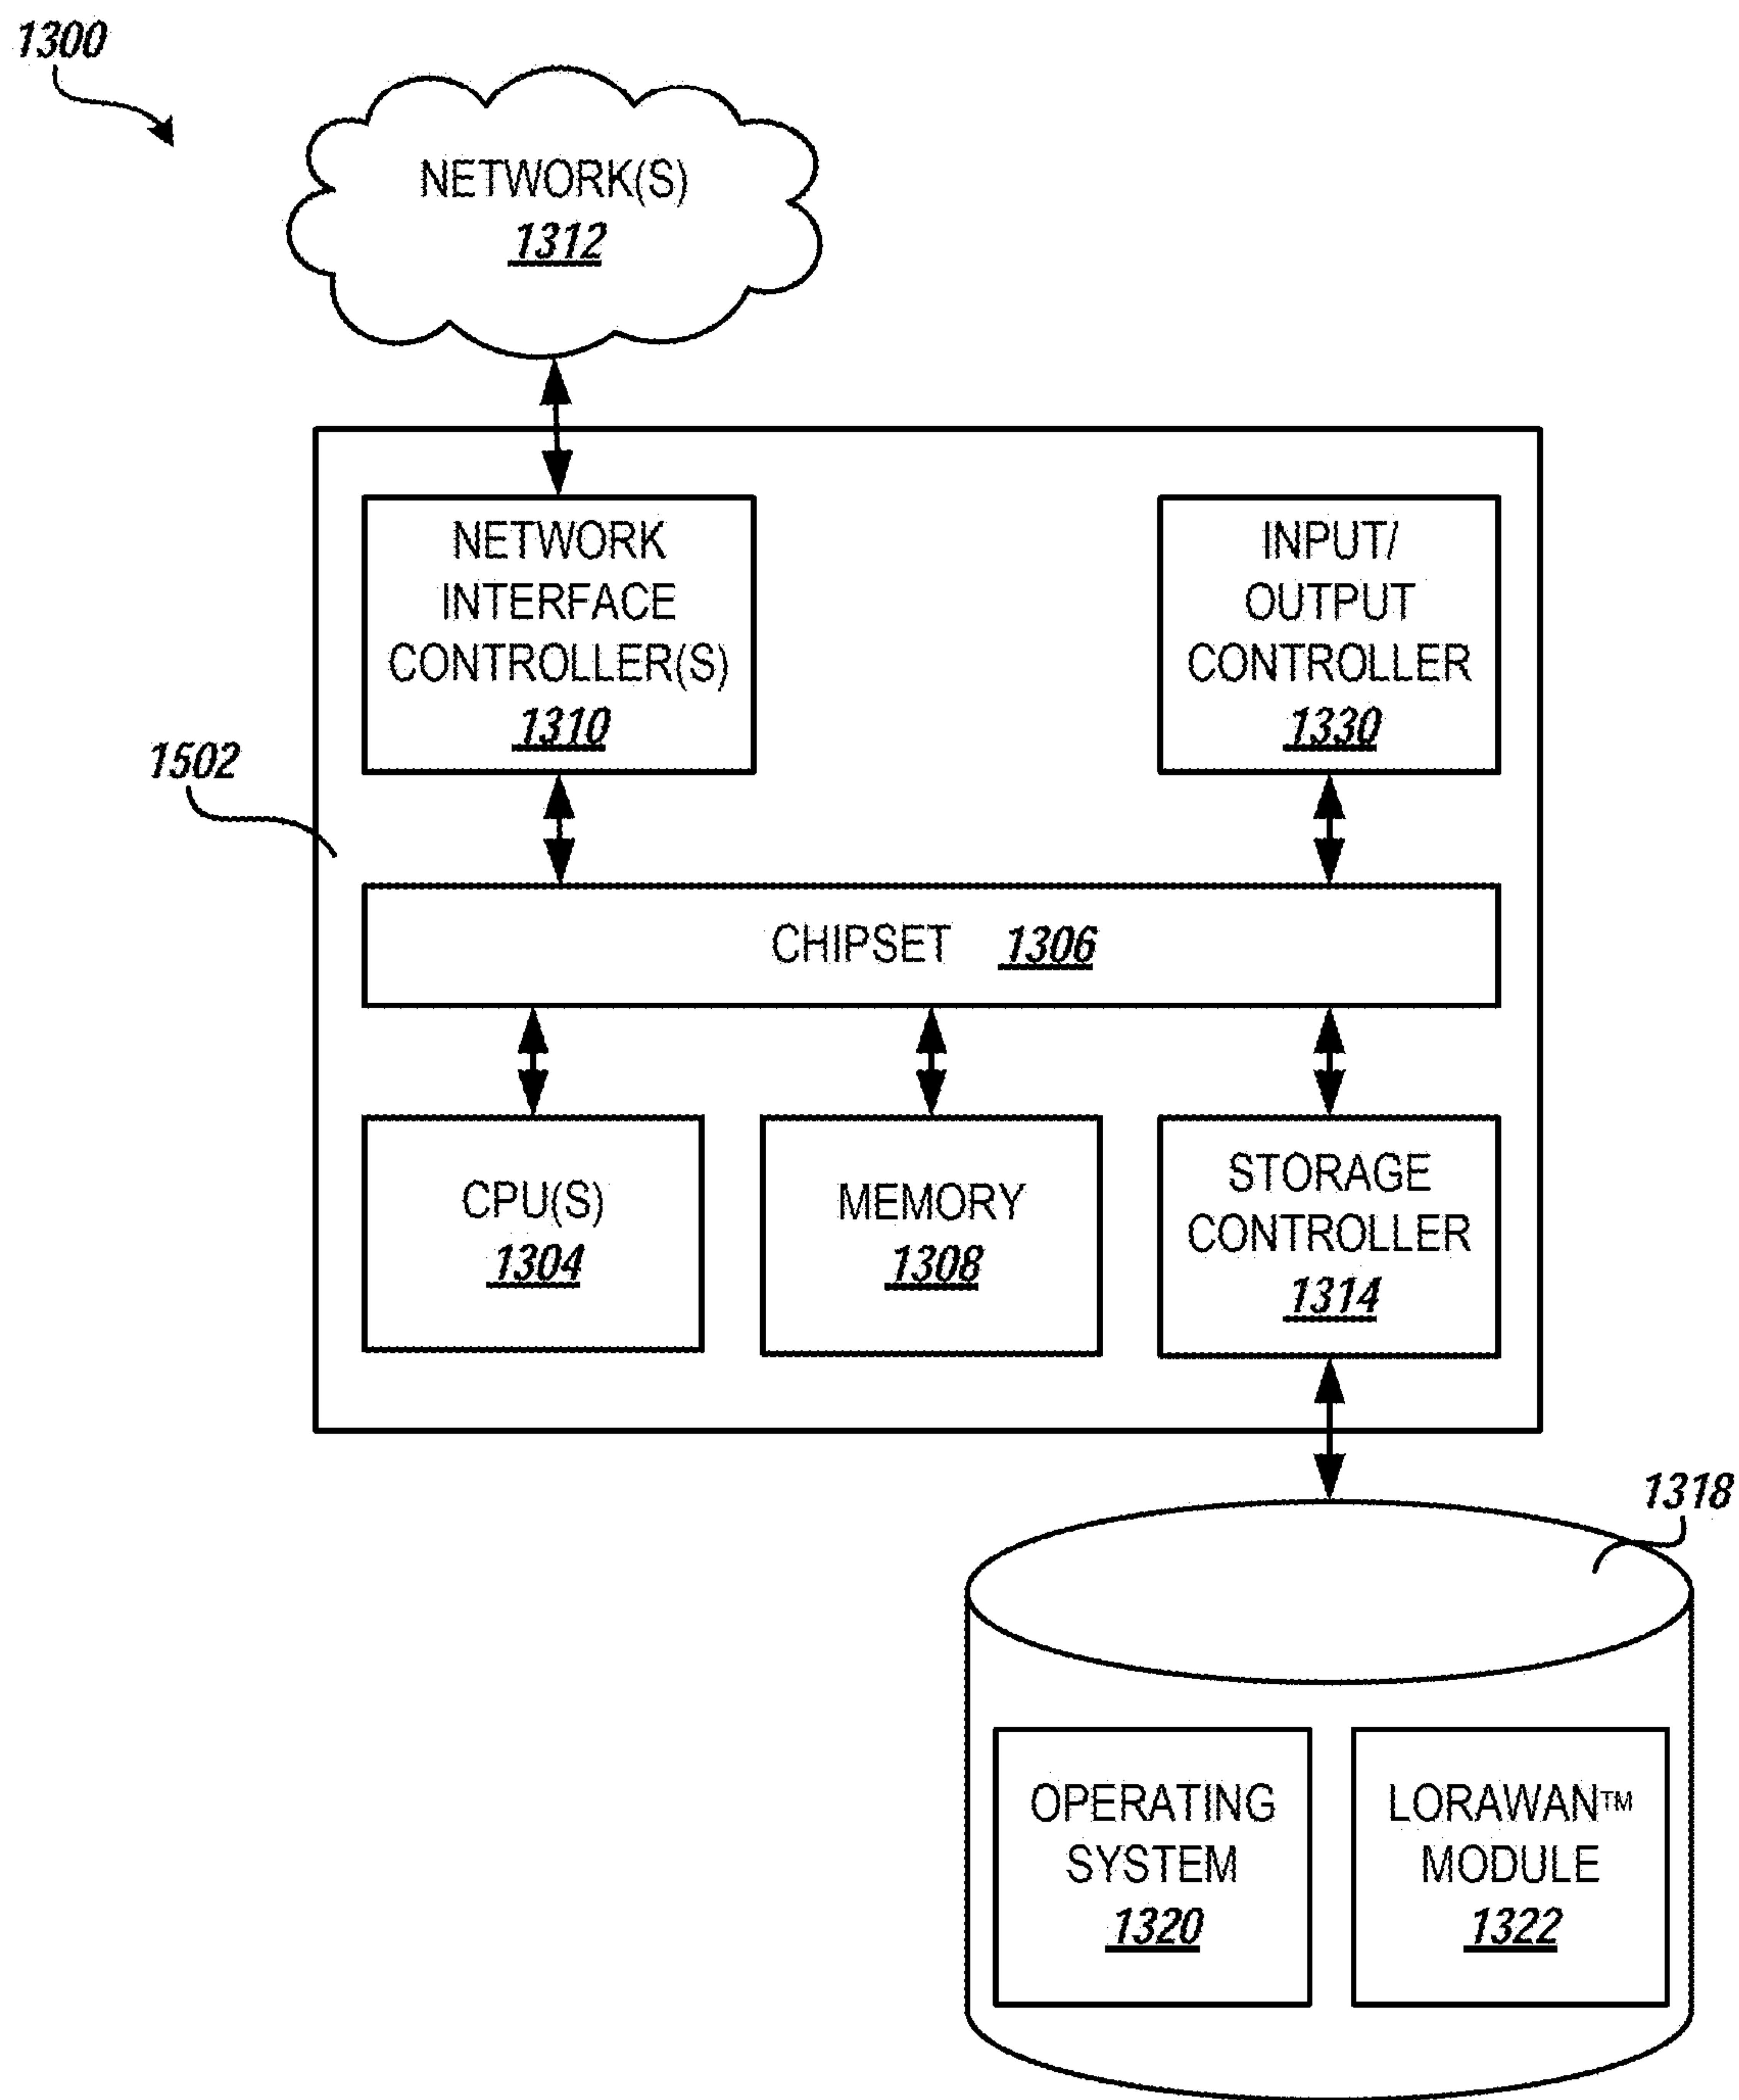 1300
NETWORK(S)
1312
NETWORK
INTERFACE
CONTROLLER(S)
1310
INPUT/
OUTPUT
CONTROLLER
1330
1502
CHIPSET 1306
CPU(S)
1304
MEMORY
1308
STORAGE
CONTROLLER
1314
1318
OPERATING
SYSTEM
1320
LORAWAN™
MODULE
1322